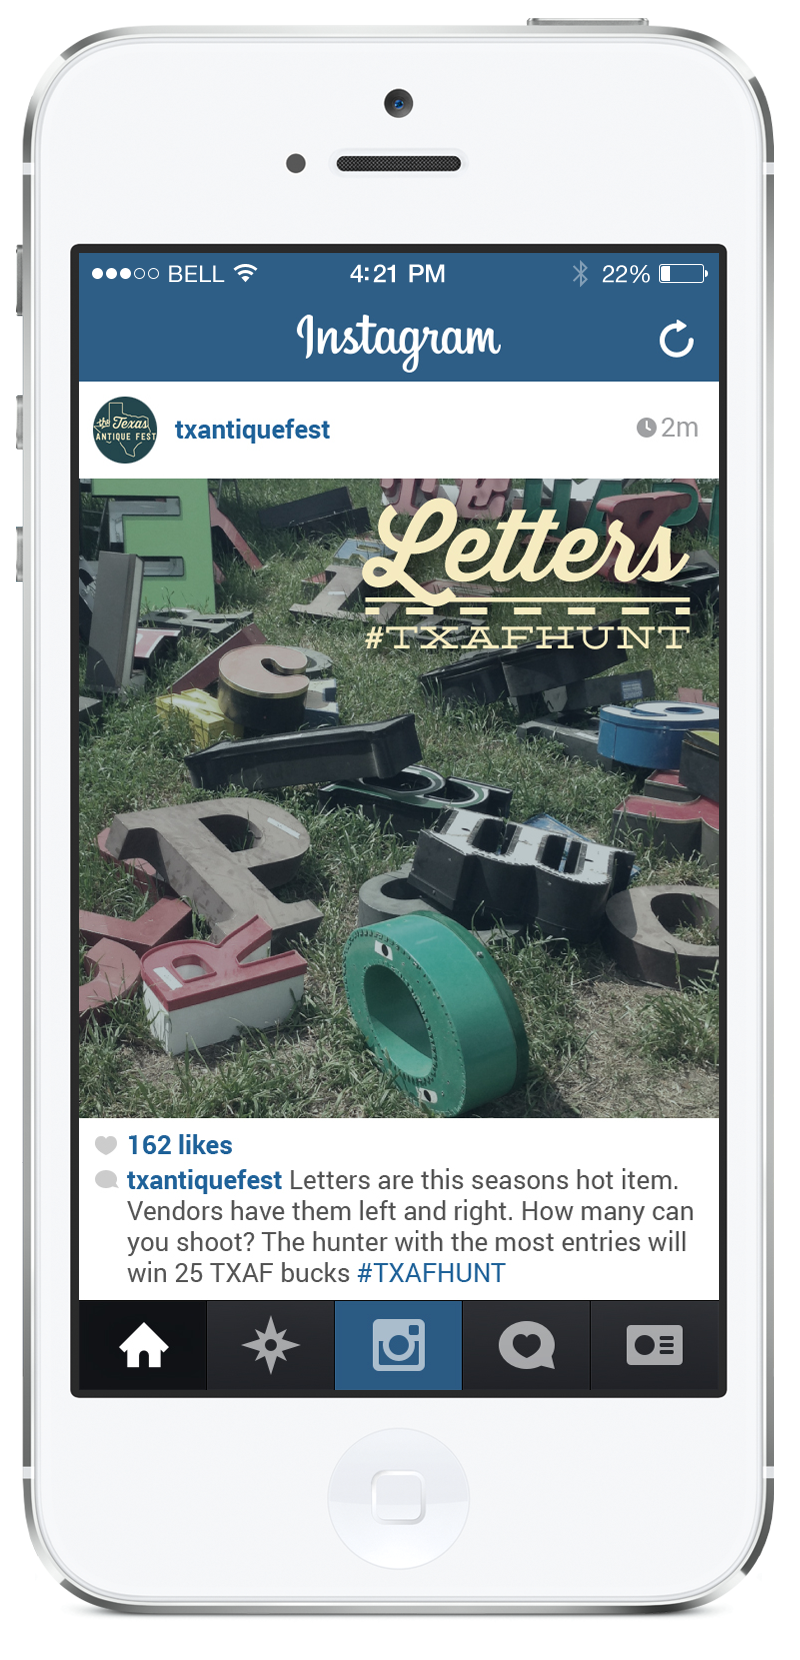 BELL 4:21 PM 22%
Instagram
the Texas
ANTIQUE FEST
txantiquefest 2m
Letters
#TXAFHUNT
E
C
P
R
O
162 likes
txantiquefest Letters are this seasons hot item.
Vendors have them left and right. How many can
you shoot? The hunter with the most entries will
win 25 TXAF bucks #TXAFHUNT